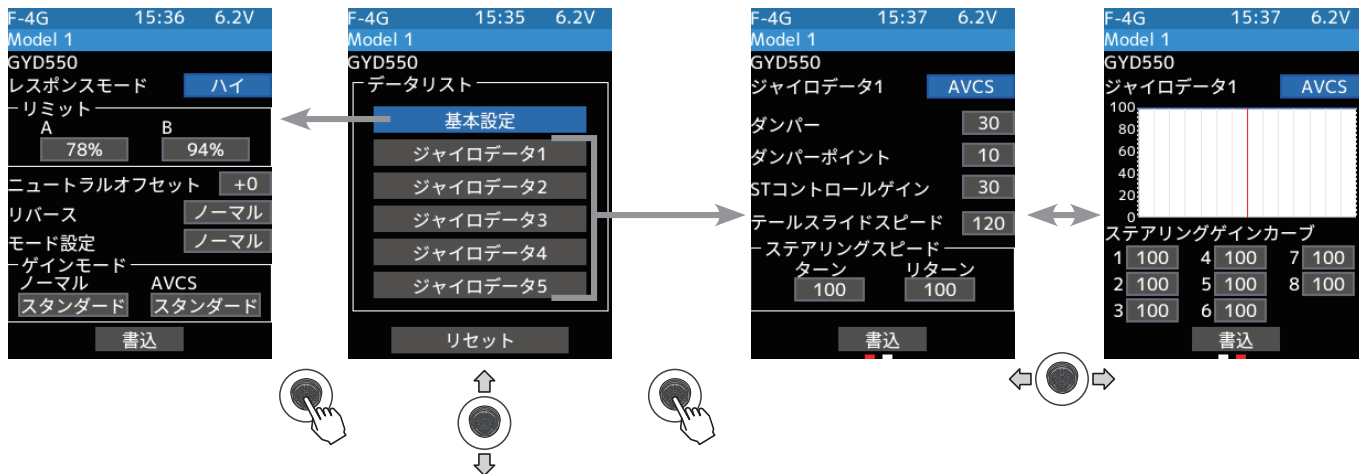 F-4G 15:36 6.2V
Model 1
GYD550
レスポンスモード ハイ
リミット
A B
78% 94%
ニュートラルオフセット +0
リバース ノーマル
モード設定 ノーマル
ゲインモード
ノーマル AVCS
スタンダード スタンダード
書込
F-4G 15:35 6.2V
Model 1
GYD550
データリスト
基本設定
ジャイロデータ1
ジャイロデータ2
ジャイロデータ3
ジャイロデータ4
ジャイロデータ5
リセット
F-4G 15:37 6.2V
Model 1
GYD550
ジャイロデータ1 AVCS
ダンパー 30
ダンパーポイント 10
STコントロールゲイン 30
テールスライドスピード 120
ステアリングスピード
ターン リターン
100 100
書込
F-4G 15:37 6.2V
Model 1
GYD550
ジャイロデータ1 AVCS
100
80
60
40
20
0
ステアリングゲインカーブ
1 100 4 100 7 100
2 100 5 100 8 100
3 100 6 100
書込